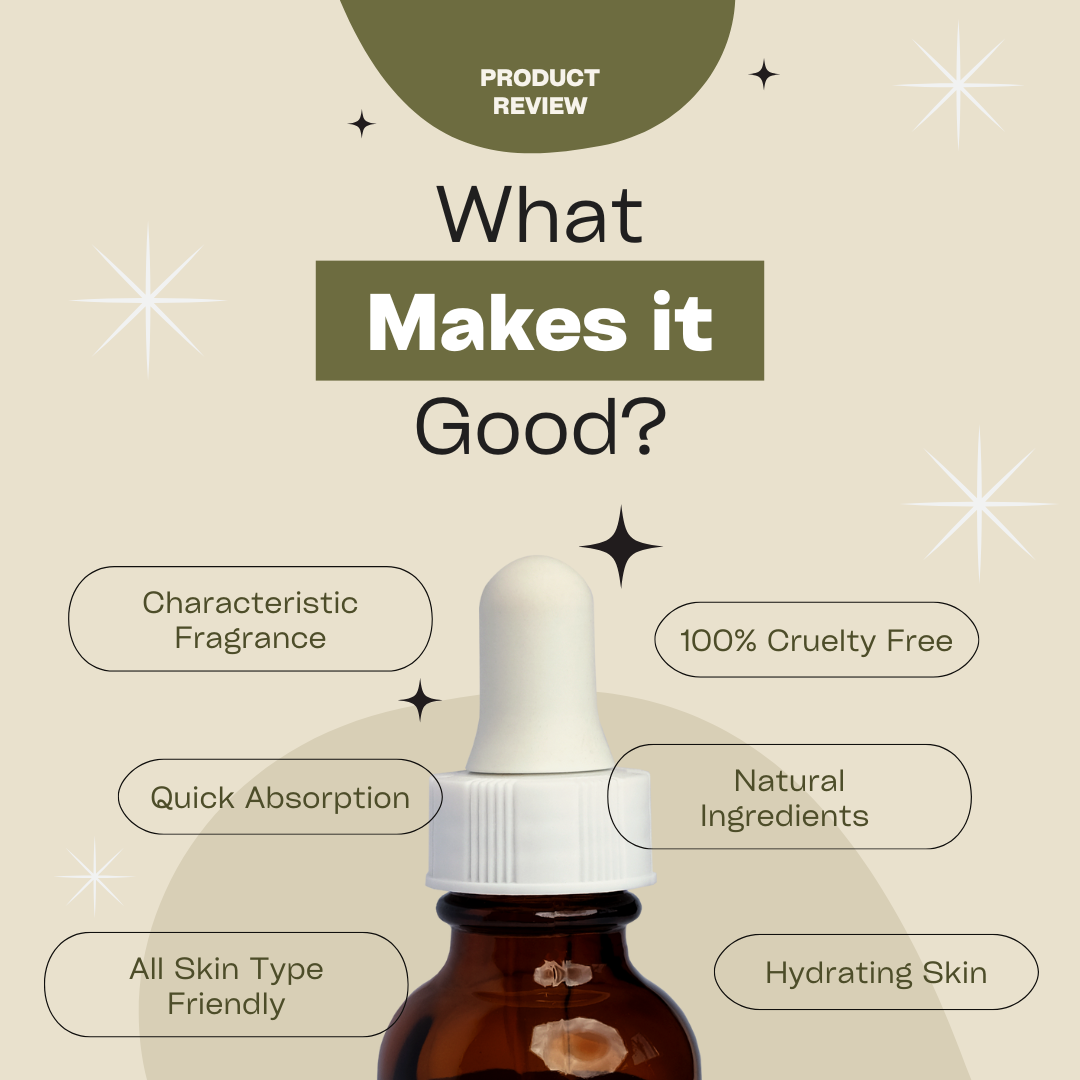 PRODUCT
REVIEW
What
Makes it
Good?
Characteristic
Fragrance
100% Cruelty Free
Quick Absorption
Natural
Ingredients
All Skin Type
Friendly
Hydrating Skin